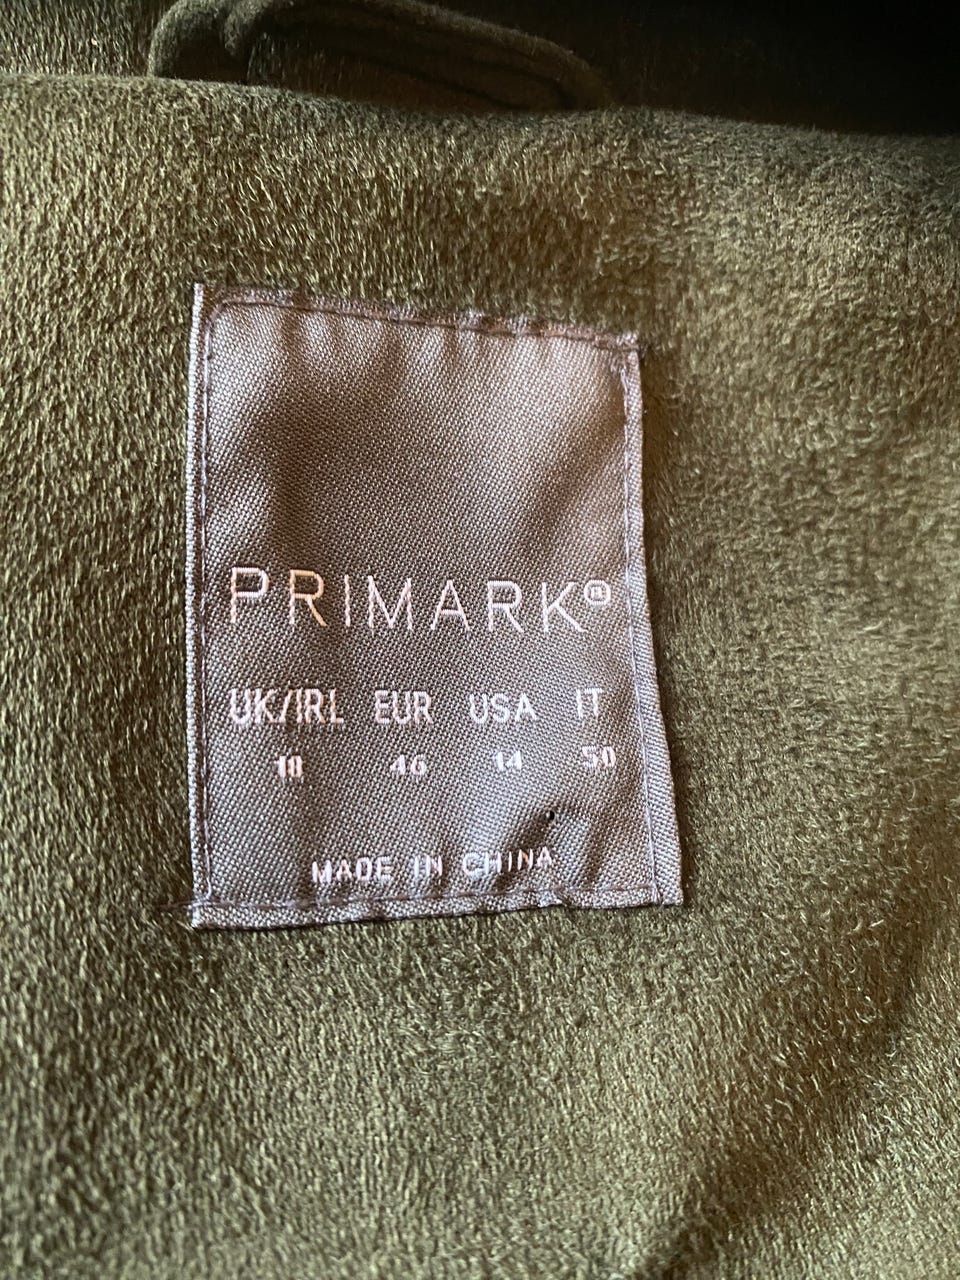 PRIMARK®
UK/IRL EUR USA IT
18 46 14 50
MADE IN CHINA